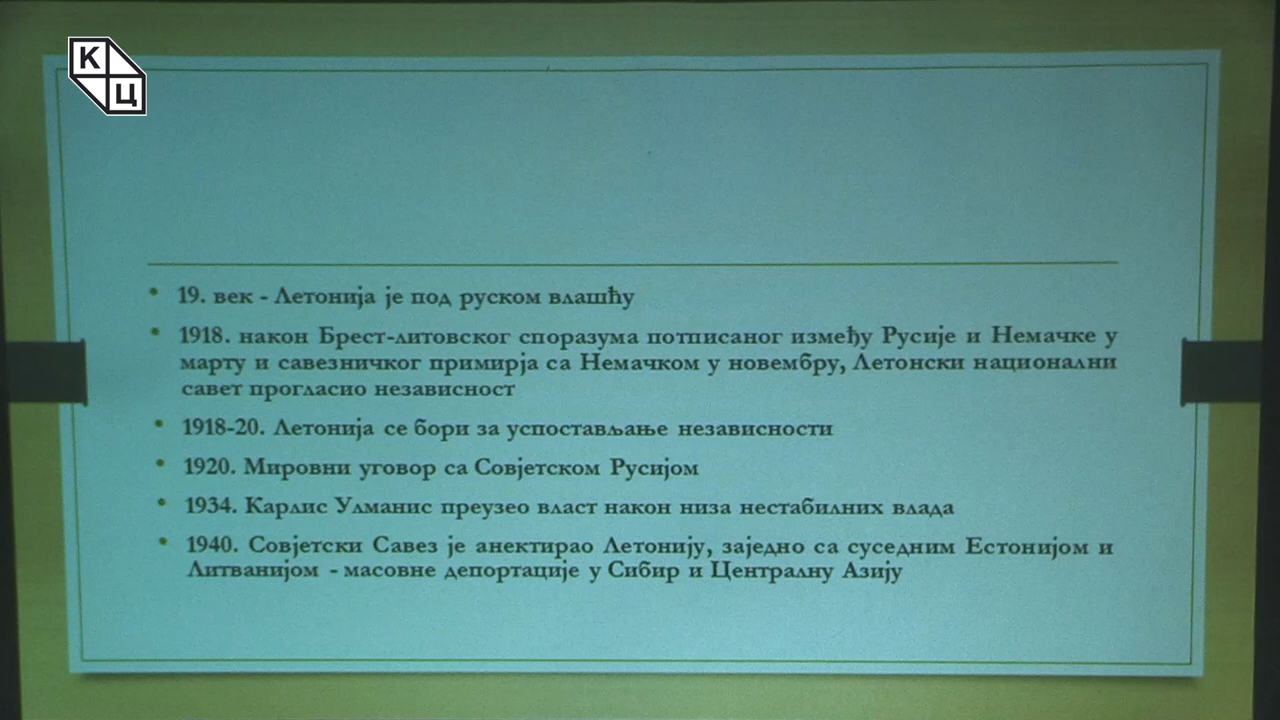 К
Ц
19. век - Летонија је под руском влашћу
1918. након Брест-литовског споразума потписаног између Русије и Немачке у
марту и савезничког примирја са Немачком у новембру, Летонски национални
савет прогласио независност
1918-20. Летонија се бори за успостављање независности
1920. Мировни уговор са Совјетском Русијом
1934. Карлис Улманис преузео власт након низа нестабилних влада
1940. Совјетски Савез је анектирао Летонију, заједно са суседним Естонијом и
Литванијом - масовне депортације у Сибир и Централну Азију